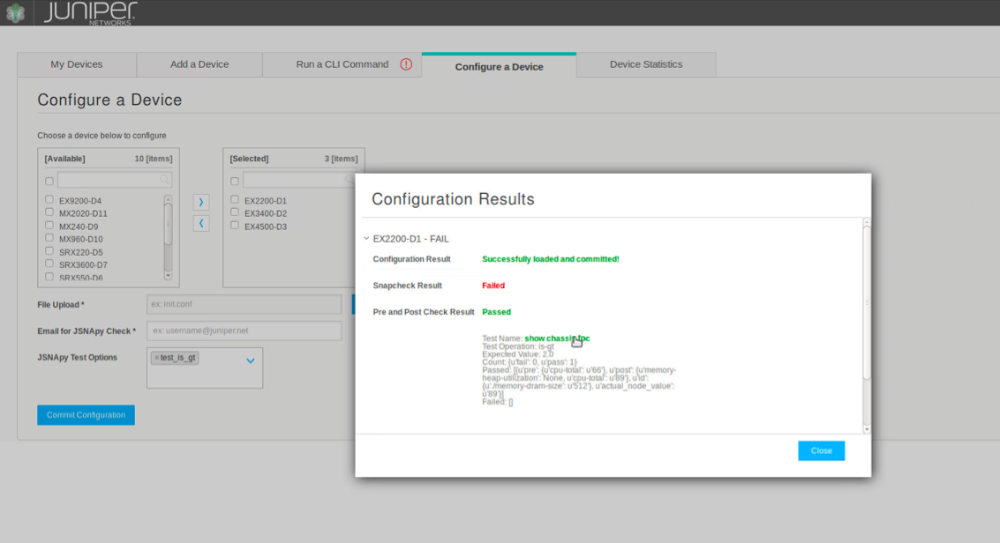 JUNIPEr
NETWORKS
My Devices
Add a Device
Run a CLI Command
Configure a Device
Device Statistics
Configure a Device
Choose a device below to configure
[Available] 10 [items]
EX9200-D4
MX2020-D11
MX240-D9
MX960-D10
SRX220-D5
SRX3600-D7
SRX550-D6
[Selected] 3 [items]
EX2200-D1
EX3400-D2
EX4500-D3
File Upload * ex: init.conf
Email for JSNApy Check * ex: username@juniper.net
JSNApy Test Options ×test_is_gt
Commit Configuration
Configuration Results
EX2200-D1 - FAIL
Configuration Result Successfully loaded and committed!
Snapcheck Result Failed
Pre and Post Check Result Passed
Test Name: show chassis fpc
Test Operation: is-gt
Expected Value: 2.0
Count: {u'fail': 0, u'pass': 1}
Passed: [{u'pre': {u'cpu-total': u'66'}, u'post': {u'memory-
heap-utilization': None, u'cpu-total': u'89'}, u'id':
{u'./memory-dram-size': u'512'}, u'actual_node_value':
u'89'}]
Failed: []
Close